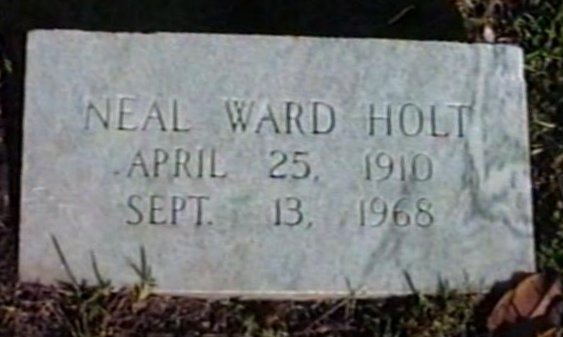 NEAL WARD HOLT
APRIL 25, 1910
SEPT. 13, 1968